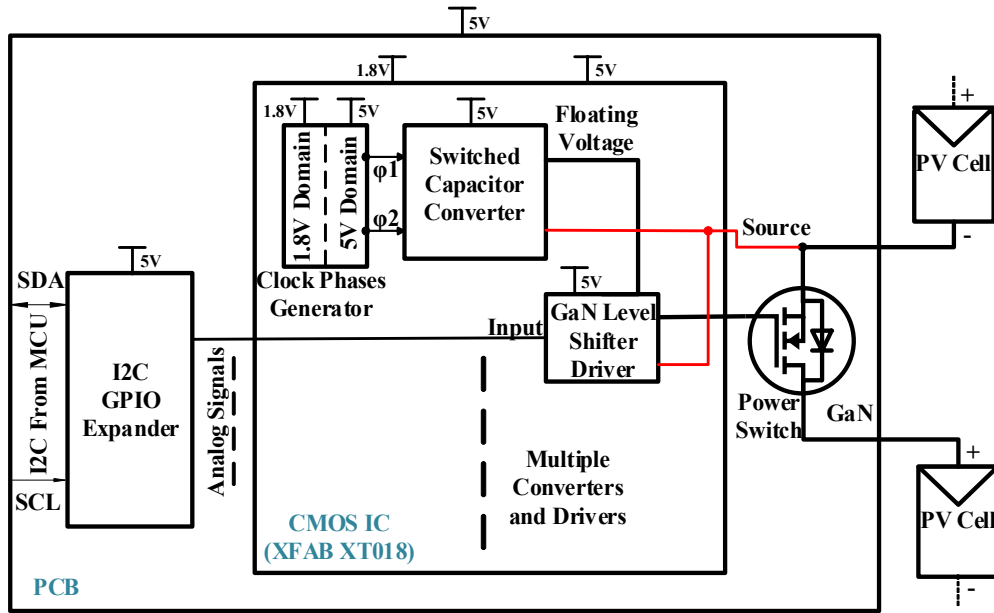 5V
1.8V
5V
1.8V
5V
5V
Floating
Voltage
1.8V Domain
5V Domain
φ1
φ2
Switched
Capacitor
Converter
Clock Phases
Generator
Source
+
PV Cell
-
5V
SDA
I2C From MCU
SCL
I2C
GPIO
Expander
Analog Signals
Input
5V
GaN Level
Shifter
Driver
Power
Switch
GaN
+
PV Cell
-
Multiple
Converters
and Drivers
CMOS IC
(XFAB XT018)
PCB